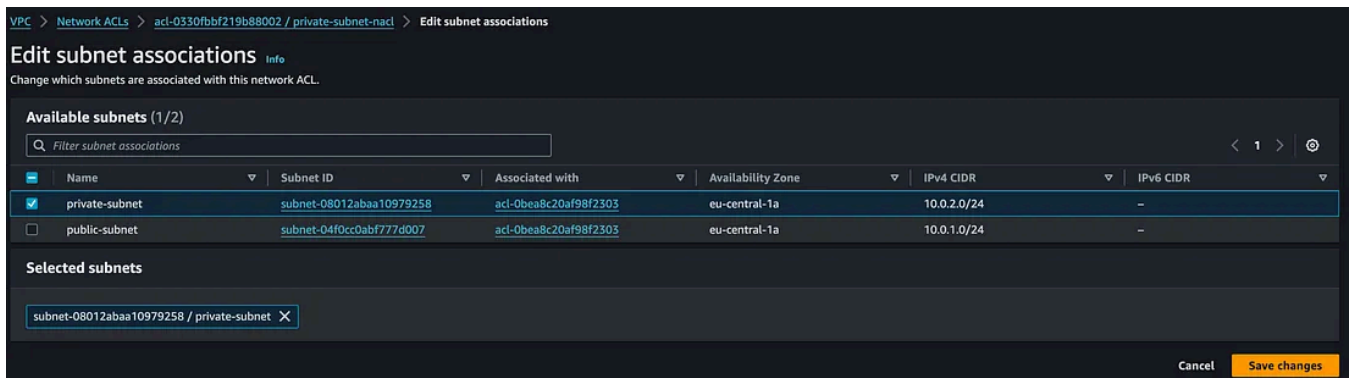 VPC > Network ACLs > acl-0330fbbf219b88002 / private-subnet-nacl > Edit subnet associations
Edit subnet associations Info
Change which subnets are associated with this network ACL.
Available subnets (1/2)
Filter subnet associations
< 1 >
Name Subnet ID Associated with Availability Zone IPv4 CIDR IPv6 CIDR
private-subnet subnet-08012abaa10979258 acl-0bea8c20af98f2303 eu-central-1a 10.0.2.0/24 –
public-subnet subnet-04f0cc0abf777d007 acl-0bea8c20af98f2303 eu-central-1a 10.0.1.0/24 –
Selected subnets
subnet-08012abaa10979258 / private-subnet X
Cancel Save changes